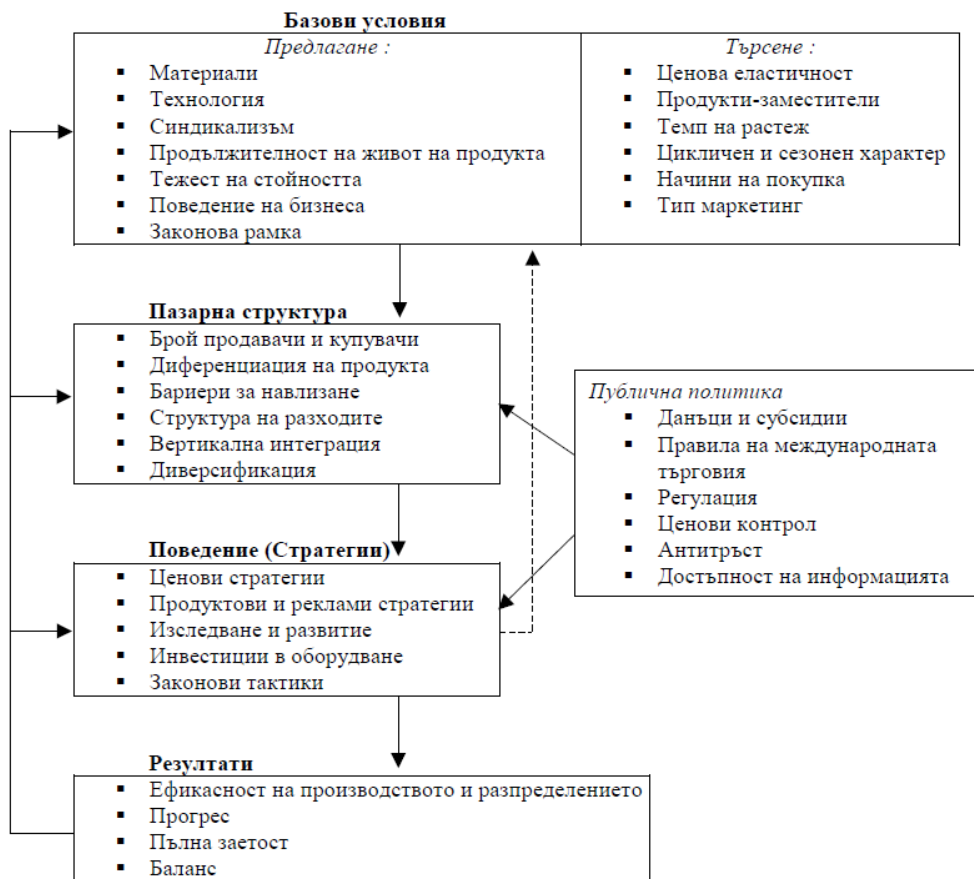 Базови условия
Предлагане :
▪ Материали
▪ Технология
▪ Синдикализъм
▪ Продължителност на живот на продукта
▪ Тежест на стойността
▪ Поведение на бизнеса
▪ Законова рамка
Търсене :
▪ Ценова еластичност
▪ Продукти-заместители
▪ Темп на растеж
▪ Цикличен и сезонен характер
▪ Начини на покупка
▪ Тип маркетинг
Пазарна структура
▪ Брой продавачи и купувачи
▪ Диференциация на продукта
▪ Бариери за навлизане
▪ Структура на разходите
▪ Вертикална интеграция
▪ Диверсификация
Публична политика
▪ Данъци и субсидии
▪ Правила на международната
търговия
▪ Регулация
▪ Ценови контрол
▪ Антитръст
▪ Достъпност на информацията
Поведение (Стратегии)
▪ Ценови стратегии
▪ Продуктови и реклами стратегии
▪ Изследване и развитие
▪ Инвестиции в оборудване
▪ Законови тактики
Резултати
▪ Ефикасност на производството и разпределението
▪ Прогрес
▪ Пълна заетост
▪ Баланс